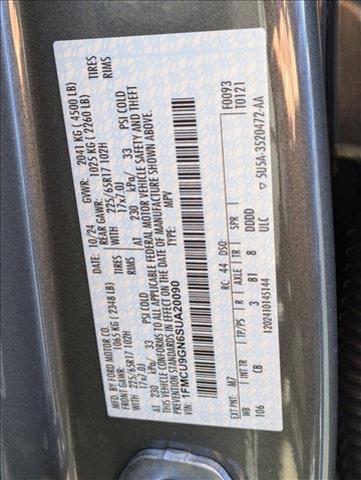 MFD. BY FORD MOTOR CO.
DATE: 10/24 GVWR: 2041 KG ( 4500 LB)
FRONT GAWR: 1065 KG ( 2348 LB) REAR GAWR: 1025 KG ( 2260 LB)
225/65R17 102H WITH 225/65R17 102H TIRES
17x7.0J 17x7.0J RIMS
AT 230 kPa/ 33 PSI COLD AT 230 kPa/ 33 PSI COLD
THIS VEHICLE CONFORMS TO ALL APPLICABLE FEDERAL MOTOR VEHICLE SAFETY AND THEFT
PREVENTION STANDARDS IN EFFECT ON THE DATE OF MANUFACTURE SHOWN ABOVE.
VIN: 1FMCU9GN6SUA20090
TYPE: MPV
F0093
T0121
EXT PNT: M7 RC: 44 DSO:
WB INT TR TP/PS R AXLE TR SPR
106 CB 3 81 8 DDDD
120241014S144 ULC
5U5A-3520472-AA